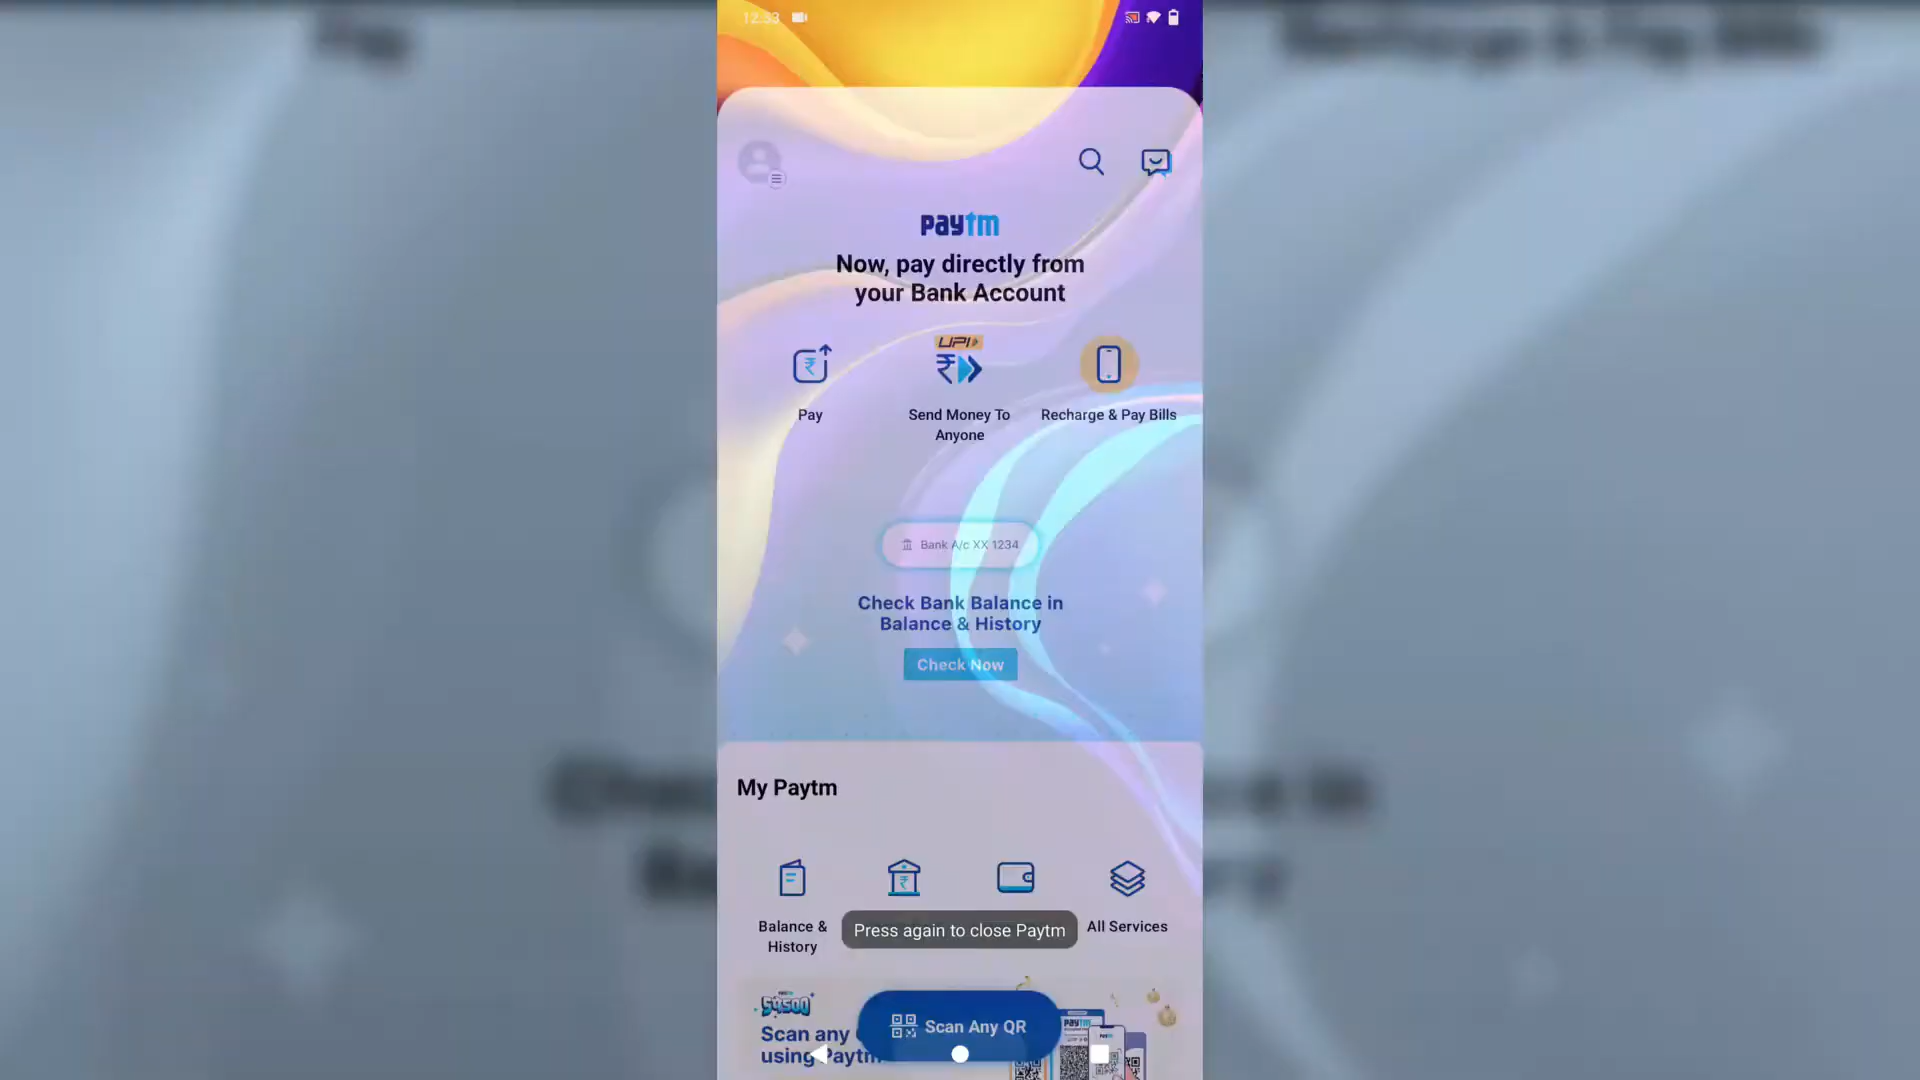 12:33
paytm
Now, pay directly from
your Bank Account
UPI
Pay
Send Money To
Anyone
Recharge & Pay Bills
Bank A/c XX 1234
Check Bank Balance in
Balance & History
Check Now
My Paytm
Balance &
History
Press again to close Paytm
All Services
Scan any
using Paytm
Scan Any QR
paytm